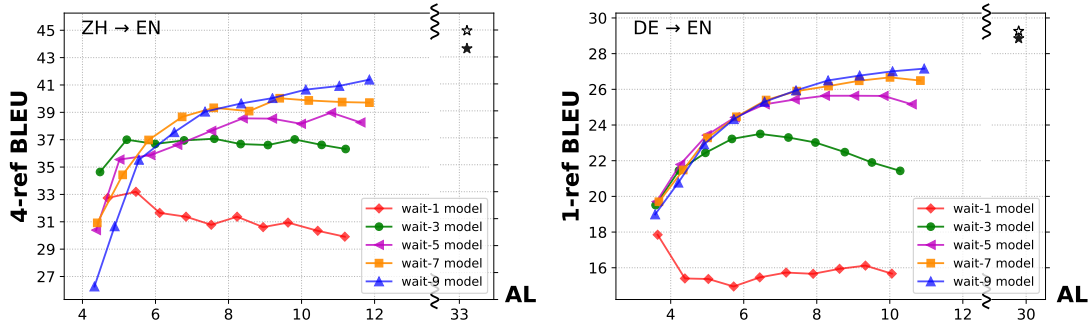 ZH → EN
4-ref BLEU
45
43
41
39
37
35
33
31
29
27
wait-1 model
wait-3 model
wait-5 model
wait-7 model
wait-9 model
4
6
8
10
12
33
AL
DE → EN
1-ref BLEU
30
28
26
24
22
20
18
16
wait-1 model
wait-3 model
wait-5 model
wait-7 model
wait-9 model
4
6
8
10
12
30
AL